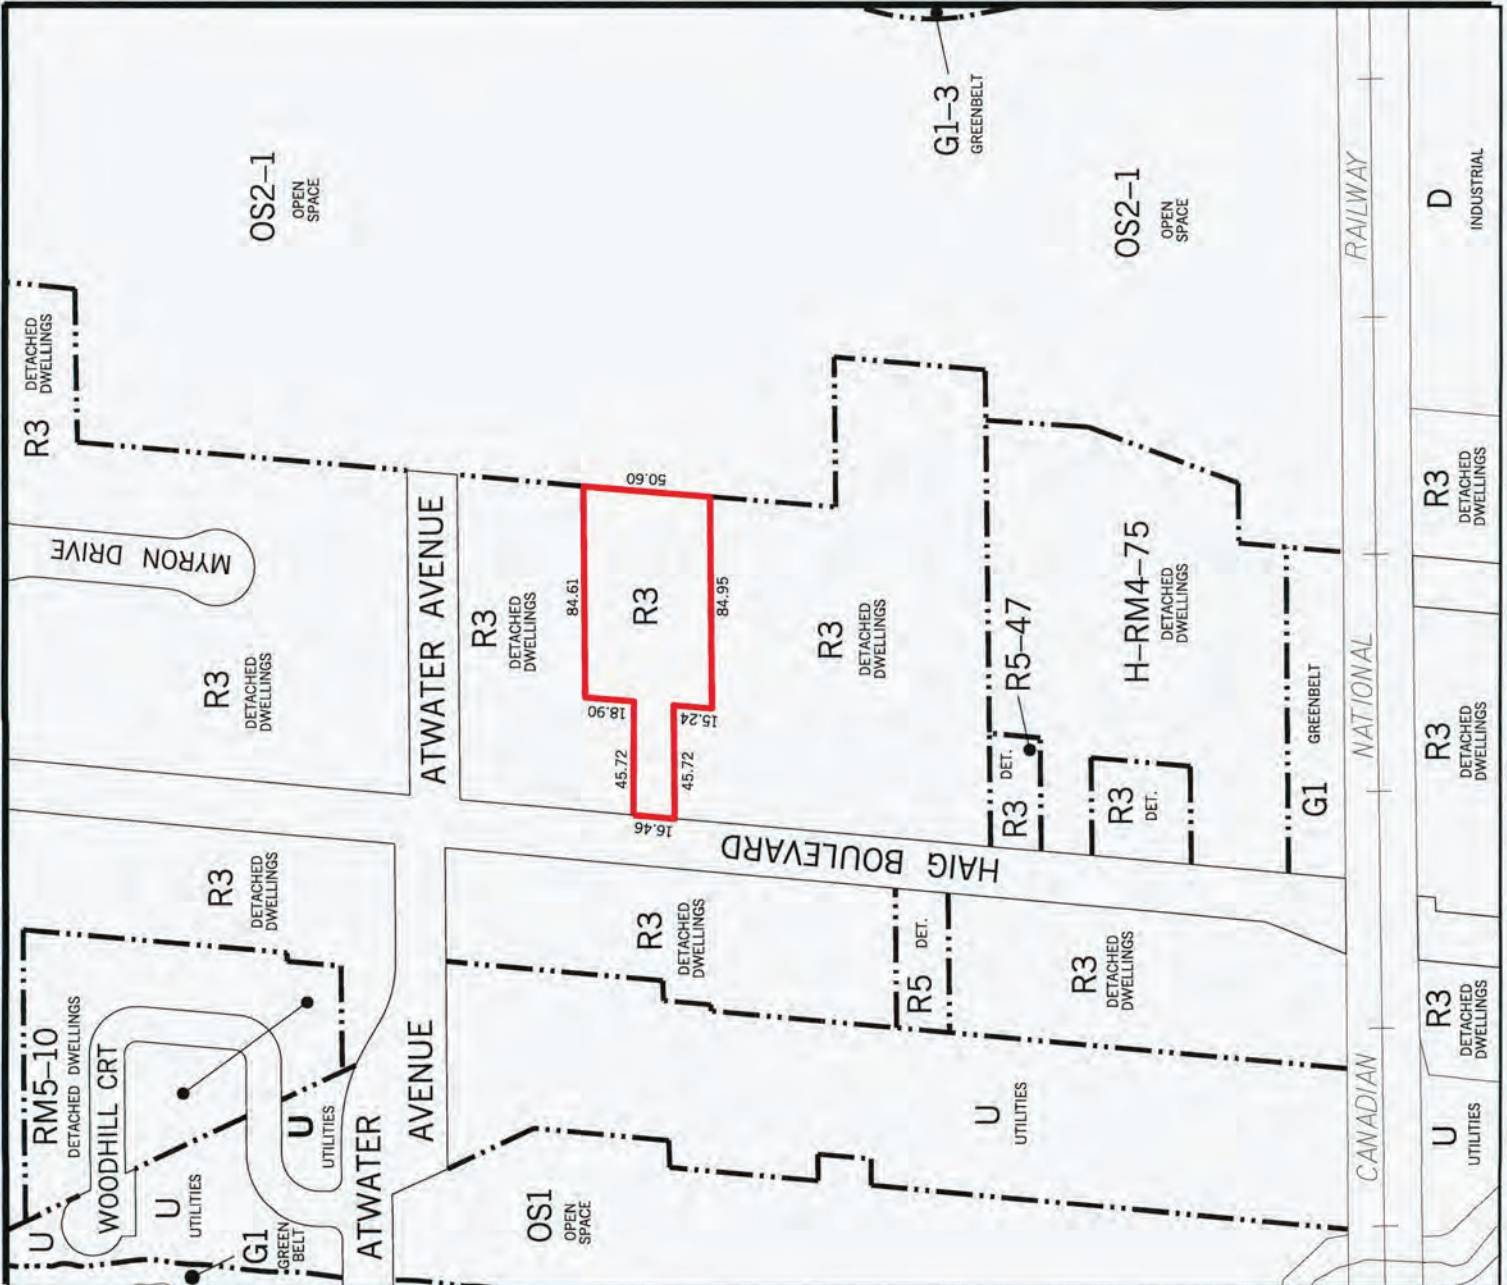 G1-3
GREENBELT
OS2-1
OPEN
SPACE
OS2-1
OPEN
SPACE
RAILWAY
D
INDUSTRIAL
R3
DETACHED
DWELLINGS
MYRON DRIVE
R3
DETACHED
DWELLINGS
ATWATER AVENUE
R3
DETACHED
DWELLINGS
50.60
84.61
R3
84.95
18.90
15.24
45.72
45.72
16.46
R3
DETACHED
DWELLINGS
R5-47
H-RM4-75
DETACHED
DWELLINGS
R3
DET.
R3
DET.
G1
GREENBELT
NATIONAL
R3
DETACHED
DWELLINGS
R3
DETACHED
DWELLINGS
HAIG BOULEVARD
R3
DETACHED
DWELLINGS
R3
DETACHED
DWELLINGS
R5
DET.
R3
DETACHED
DWELLINGS
R3
DETACHED
DWELLINGS
RM5-10
DETACHED DWELLINGS
WOODHILL CRT
U
UTILITIES
U
UTILITIES
U
G1
GREEN
BELT
ATWATER
AVENUE
OS1
OPEN
SPACE
U
UTILITIES
CANADIAN
U
UTILITIES